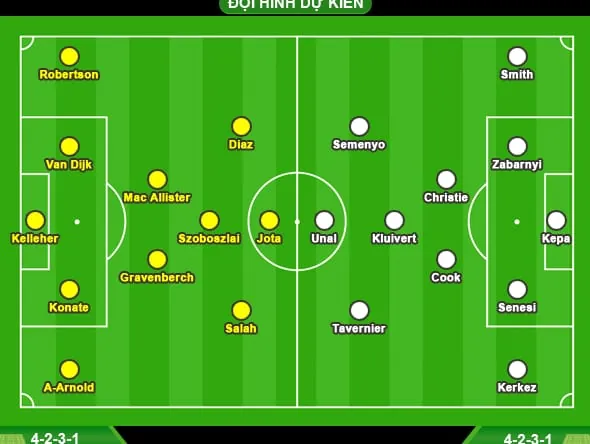 ĐỘI HÌNH DỰ KIẾN
Robertson
Smith
Diaz
Semenyo
Van Dijk
Zabarnyi
Mac Allister
Christie
Kelleher
Szoboszlai
Jota
Unal
Kluivert
Kepa
Gravenberch
Cook
Konate
Senesi
Salah
Tavernier
A-Arnold
Kerkez
4-2-3-1
4-2-3-1